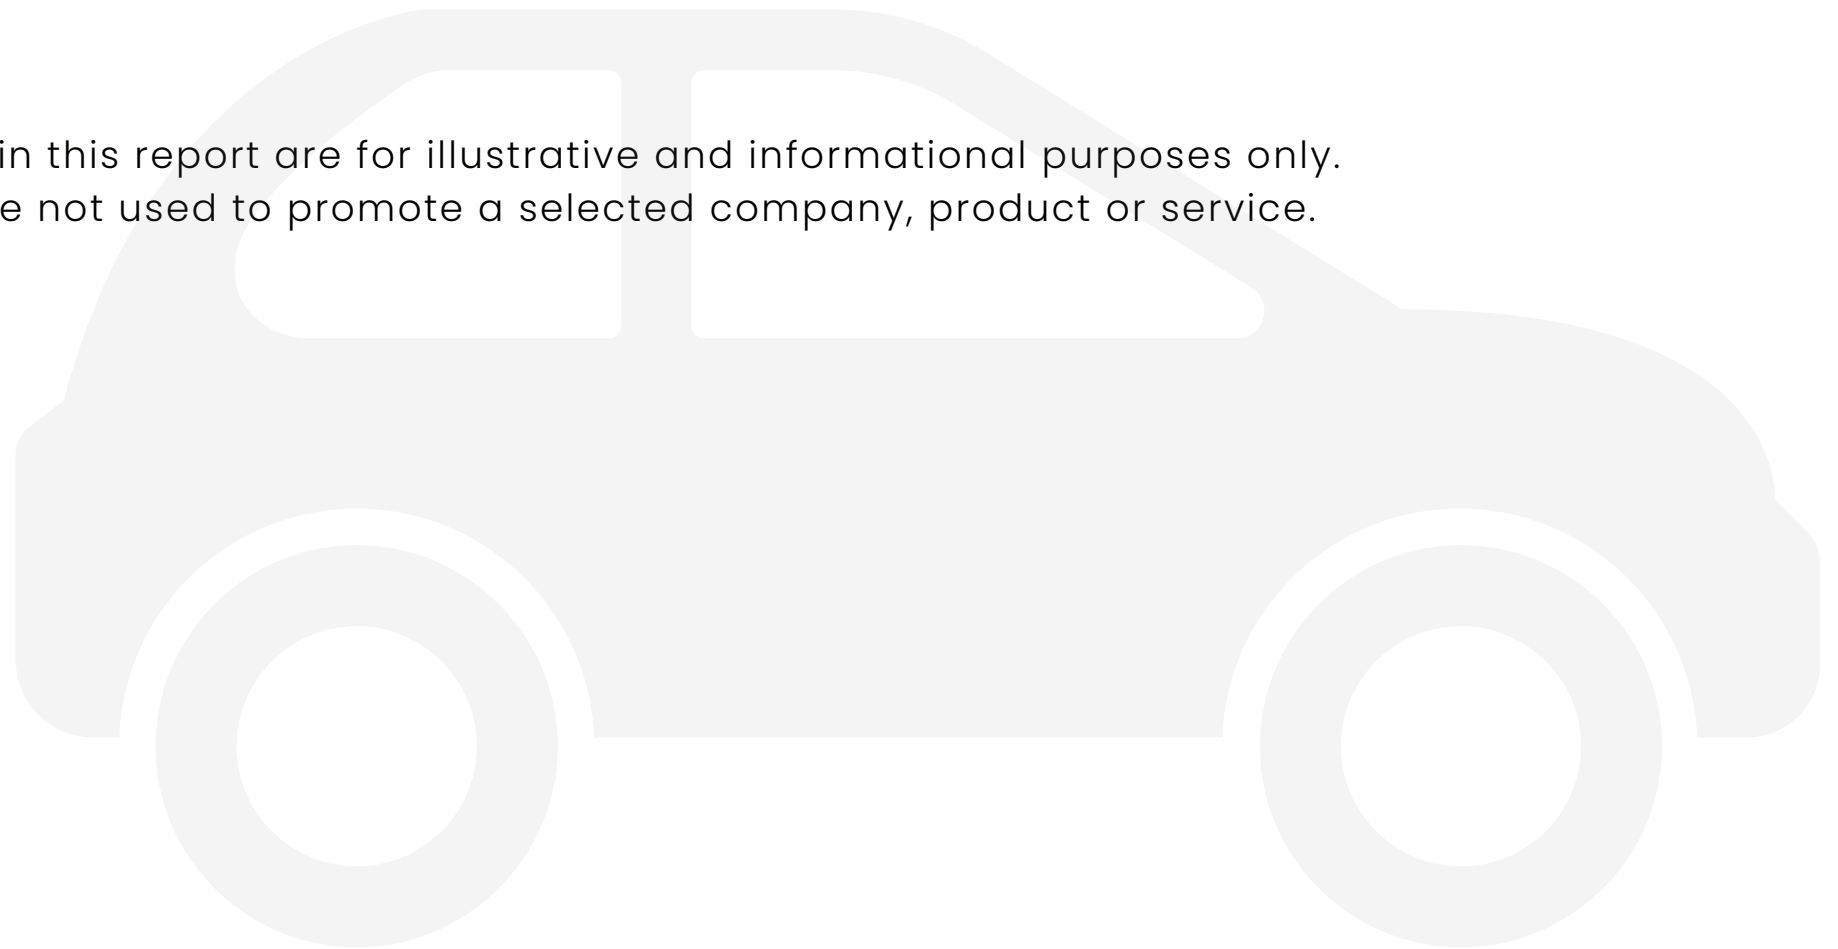 in this report are for illustrative and informational purposes only.
e not used to promote a selected company, product or service.